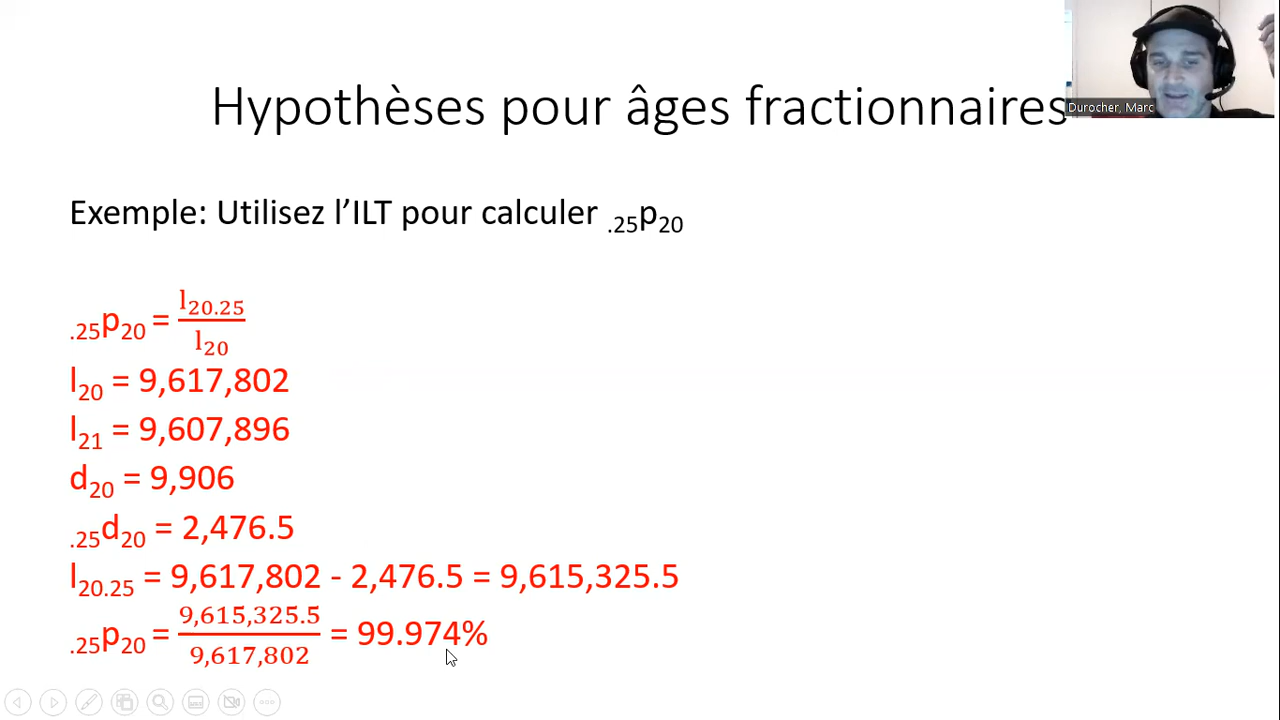 Hypothèses pour âges fractionnaires
Durocher, Marc
Exemple: Utilisez l’ILT pour calculer .25p20
.25p20 = l20.25 / l20
l20 = 9,617,802
l21 = 9,607,896
d20 = 9,906
.25d20 = 2,476.5
l20.25 = 9,617,802 - 2,476.5 = 9,615,325.5
.25p20 = 9,615,325.5 / 9,617,802 = 99.974%